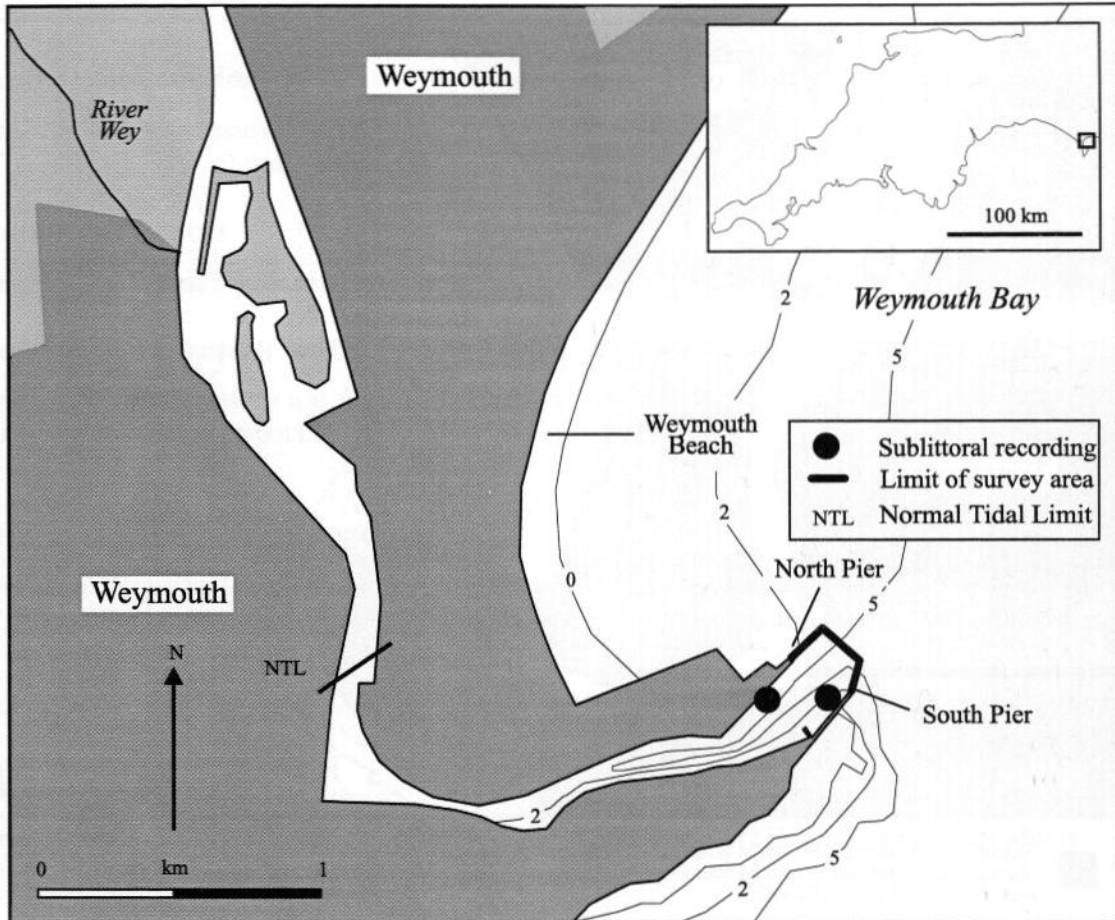 Weymouth
River
Wey
100 km
2
Weymouth Bay
5
Weymouth
Beach
Sublittoral recording
Limit of survey area
NTL Normal Tidal Limit
2
North Pier
0
5
Weymouth
N
NTL
South Pier
2
5
2
0 km 1